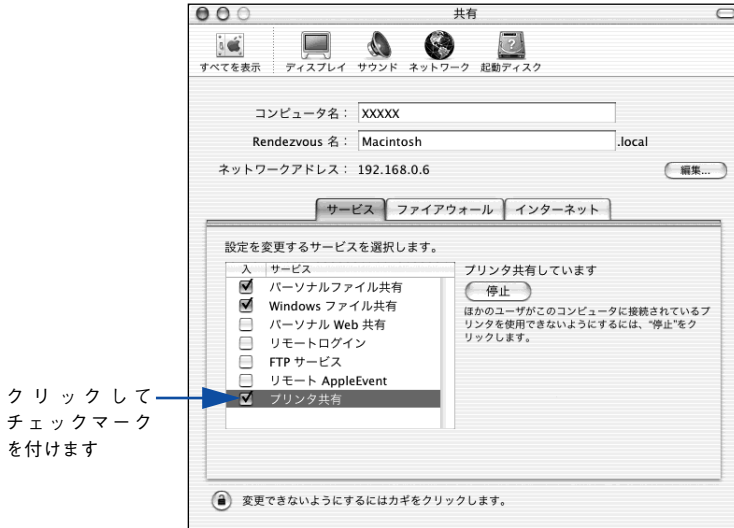 共有
すべてを表示 ディスプレイ サウンド ネットワーク 起動ディスク
コンピュータ名： XXXXX
Rendezvous 名： Macintosh .local
ネットワークアドレス： 192.168.0.6 編集...
サービス ファイアウォール インターネット
設定を変更するサービスを選択します。
入 サービス
パーソナルファイル共有
Windows ファイル共有
パーソナル Web 共有
リモートログイン
FTP サービス
リモート AppleEvent
プリンタ共有
プリンタ共有しています
停止
ほかのユーザがこのコンピュータに接続されているプ
リンタを使用できないようにするには、“停止”をク
リックします。
クリックして
チェックマーク
を付けます
変更できないようにするにはカギをクリックします。